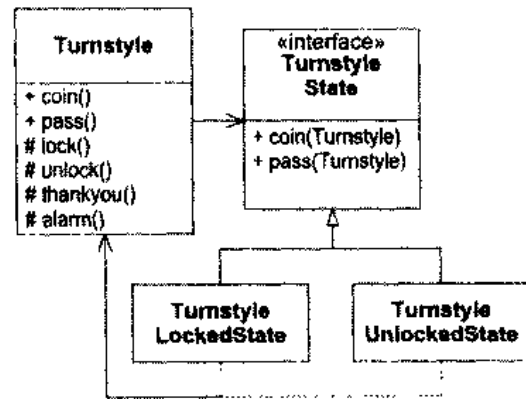 Turnstyle
+ coin()
+ pass()
# lock()
# unlock()
# thankyou()
# alarm()
«interface»
Turnstyle
State
+ coin(Turnstyle)
+ pass(Turnstyle)
Turnstyle
LockedState
Turnstyle
UnlockedState